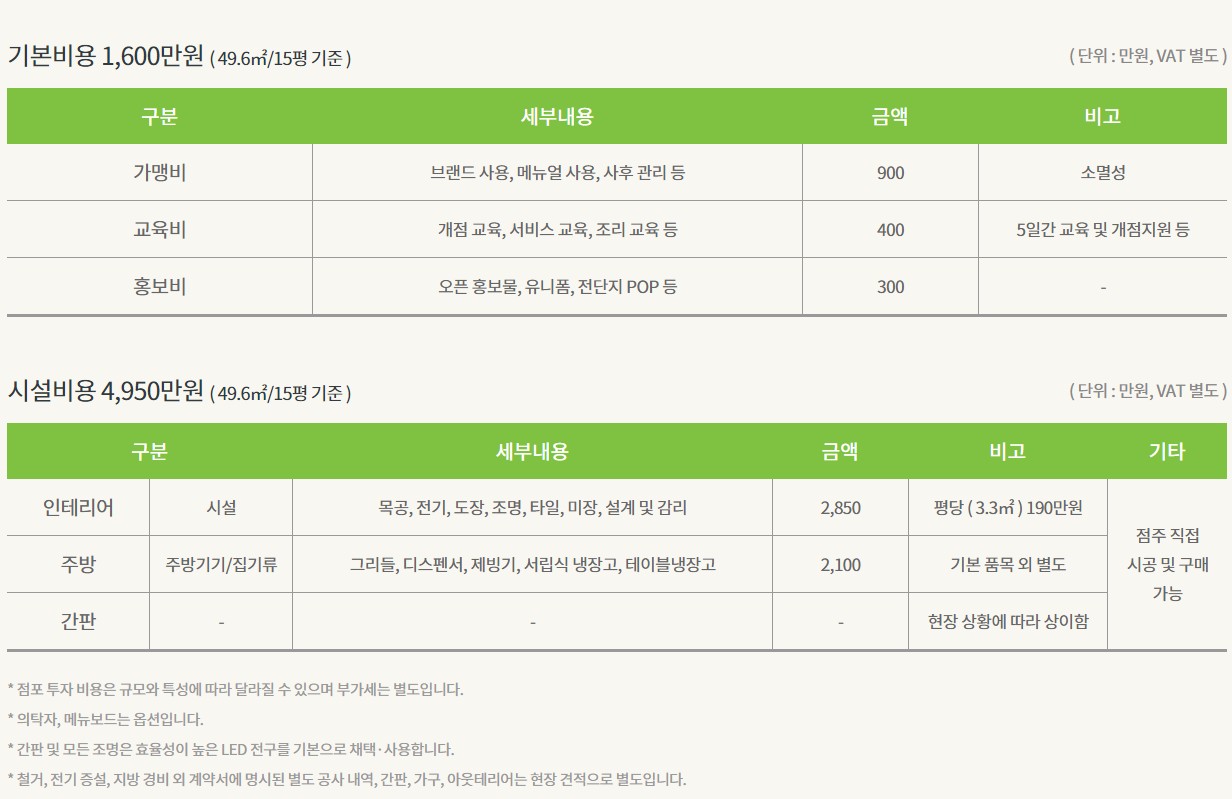 기본비용 1,600만원 ( 49.6㎡/15평 기준 )
( 단위 : 만원, VAT 별도 )
구분 세부내용 금액 비고
가맹비 브랜드 사용, 메뉴얼 사용, 사후 관리 등 900 소멸성
교육비 개점 교육, 서비스 교육, 조리 교육 등 400 5일간 교육 및 개점지원 등
홍보비 오픈 홍보물, 유니폼, 전단지 POP 등 300 -
시설비용 4,950만원 ( 49.6㎡/15평 기준 )
( 단위 : 만원, VAT 별도 )
구분 세부내용 금액 비고 기타
인테리어 시설 목공, 전기, 도장, 조명, 타일, 미장, 설계 및 감리 2,850 평당 ( 3.3㎡ ) 190만원
주방 주방기기/집기류 그리들, 디스펜서, 제빙기, 서랍식 냉장고, 테이블냉장고 2,100 기본 품목 외 별도
간판 - - - 현장 상황에 따라 상이함
점주 직접
시공 및 구매
가능
* 점포 투자 비용은 규모와 특성에 따라 달라질 수 있으며 부가세는 별도입니다.
* 의탁자, 메뉴보드는 옵션입니다.
* 간판 및 모든 조명은 효율성이 높은 LED 전구를 기본으로 채택·사용합니다.
* 철거, 전기 증설, 지방 경비 외 계약서에 명시된 별도 공사 내역, 간판, 가구, 아웃테리어는 현장 견적으로 별도입니다.